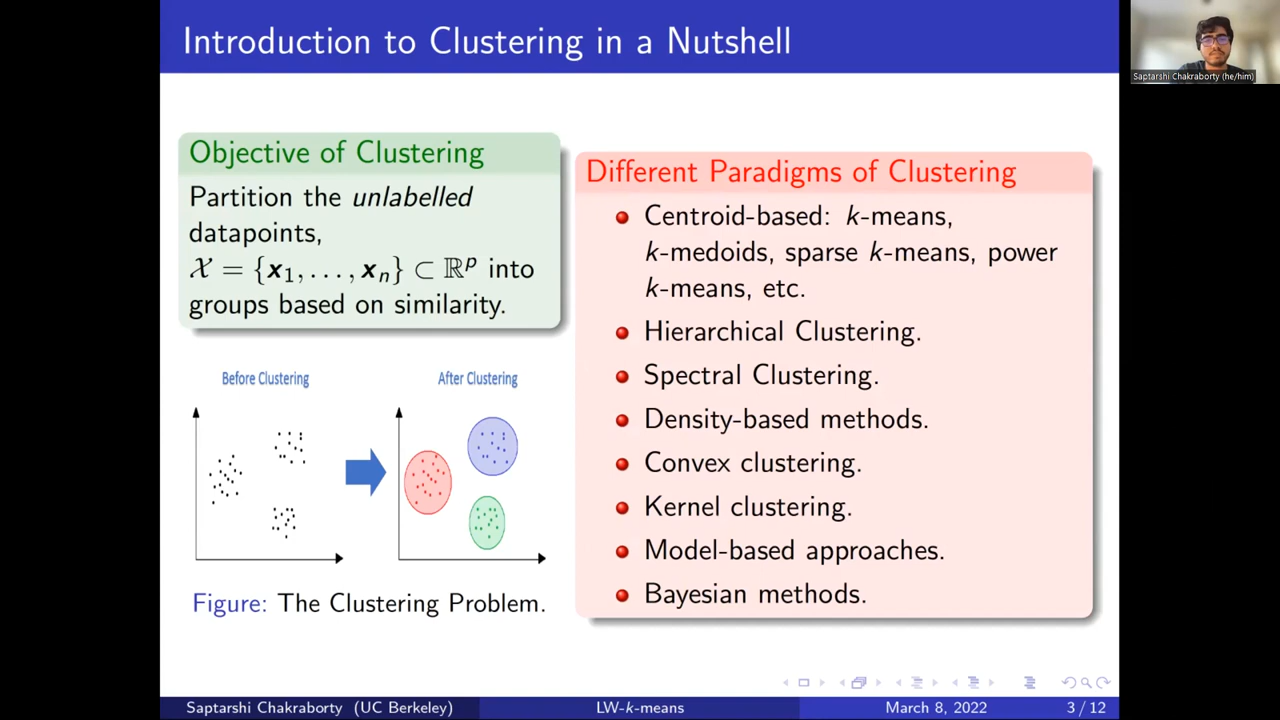 Introduction to Clustering in a Nutshell
Saptarshi Chakraborty (he/him)
Objective of Clustering
Partition the unlabelled
datapoints,
𝒳 = {x₁, . . . , xₙ} ⊂ ℝᵖ into
groups based on similarity.
Before Clustering
After Clustering
Figure: The Clustering Problem.
Different Paradigms of Clustering
Centroid-based: k-means,
k-medoids, sparse k-means, power
k-means, etc.
Hierarchical Clustering.
Spectral Clustering.
Density-based methods.
Convex clustering.
Kernel clustering.
Model-based approaches.
Bayesian methods.
Saptarshi Chakraborty (UC Berkeley)
LW-k-means
March 8, 2022
3 / 12